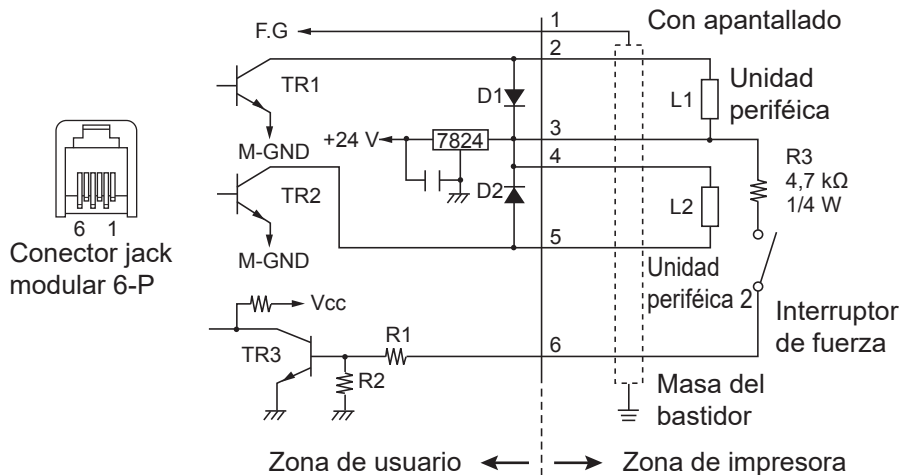 1
Con apantallado
F.G
2
TR1
D1
L1
Unidad
periféica
M-GND
+24 V
7824
3
4
R3
4,7 kΩ
1/4 W
TR2
D2
L2
6 1
Conector jack
modular 6-P
M-GND
5
Unidad
periféica 2
Vcc
Interruptor
de fuerza
TR3
R1
6
R2
Masa del
bastidor
Zona de usuario
Zona de impresora